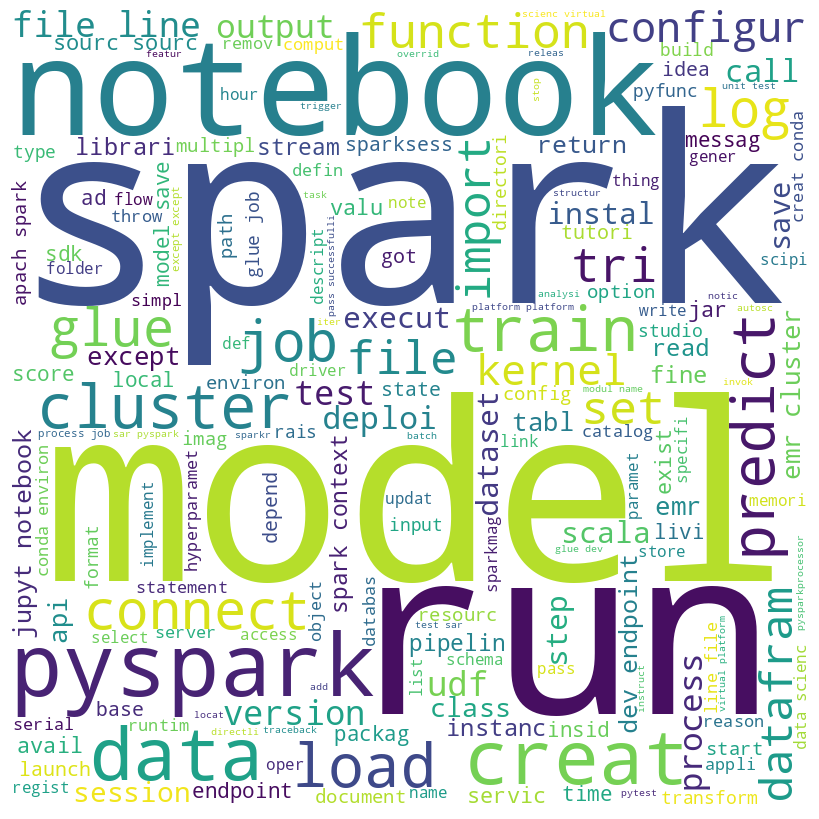 scienc virtual
file line
output
function
configur
sourc sourc
remov
comput
overrid
releas
build
featur
notebook
idea
call
hour
trigger
stop
pyfunc
unit test
log
type
librari
multipl
stream
sparksess
return
messag
gener
creat conda
spark
apach spark
ad
flow
throw
defin
import
directori
thing
model save
except except
task
note
structur
valu
instal
save
path
glue job
descript
pass successfulli
got
tri
tutori
scipi
sdk
folder
simpl
analysi
platform platform
option
notic
autosc
iter
write
jar
glue
job
execut
train
studio
read
except
def
file
driver
kernel
modul name
invok
fine
emr cluster
score
local
environ
test
state
config
set
predict
cluster
deploi
tabl
link
catalog
process job
sar pyspark
sparkr
rais
batch
imag
dataset
exist
specifi
model
jupyt notebook
conda environ
format
implement
hyperparamet
depend
spark context
updat
input
sparkmag
scala
paramet
emr
livi
memori
store
glue dev
pysparkprocessor
statement
run
api
connect
object
databas
resourc
step
dev endpoint
line file
virtual platform
datafram
data scienc
select
server
access
test sar
pipelin
schema
list
instruct
pyspark
udf
pass
process
add
base
version
class
reason
serial
runtim
locat
directli
traceback
instanc
insid
start
avail
data
packag
appli
launch
oper
load
creat
regist
session
endpoint
document
name
servic
time
pytest
transform